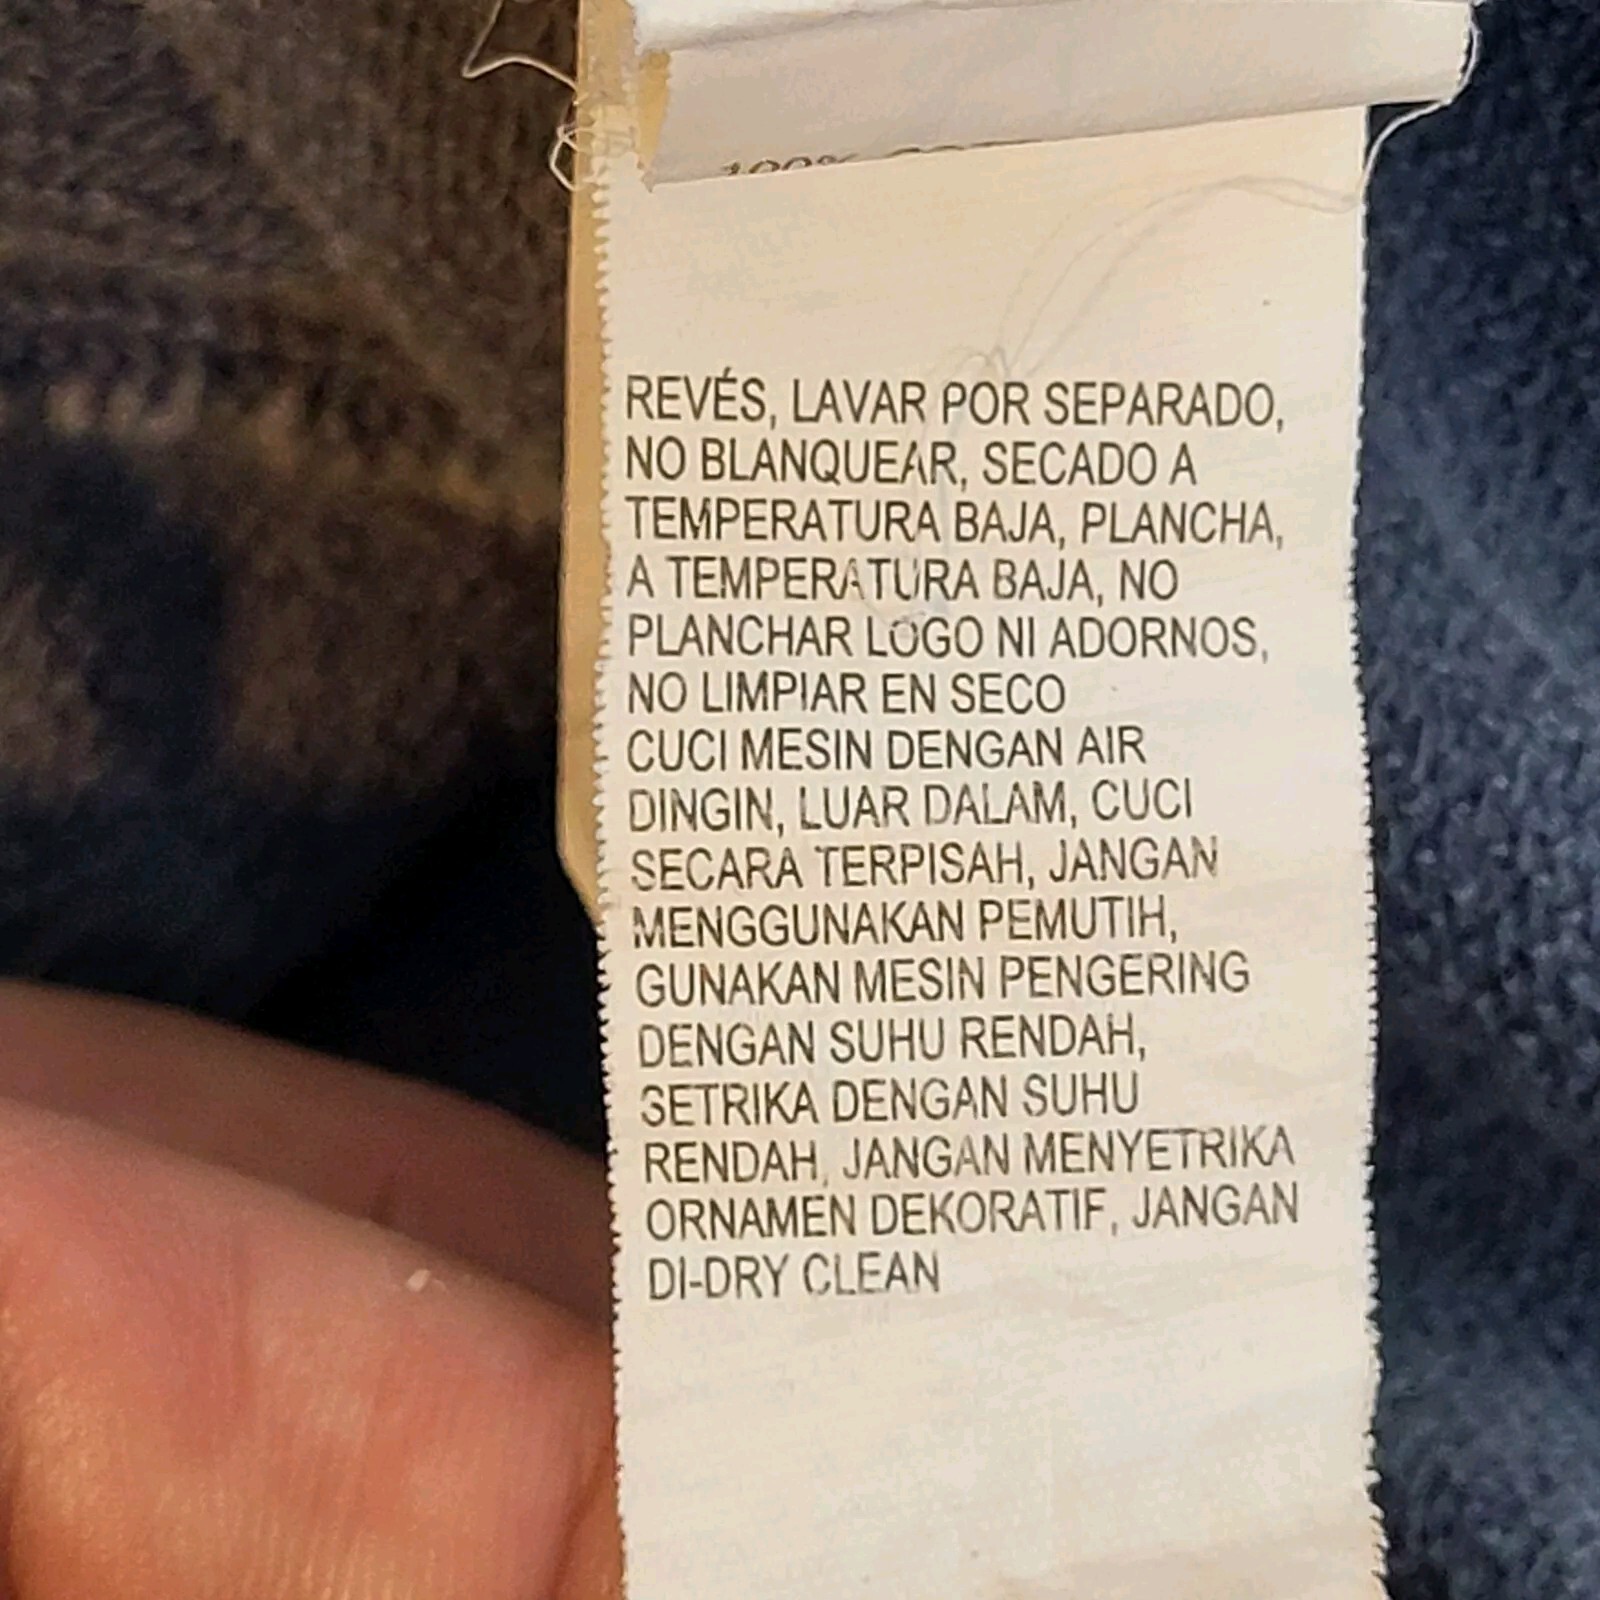 100%
REVÉS, LAVAR POR SEPARADO,
NO BLANQUEAR, SECADO A
TEMPERATURA BAJA, PLANCHA,
A TEMPERATURA BAJA, NO
PLANCHAR LOGO NI ADORNOS,
NO LIMPIAR EN SECO
CUCI MESIN DENGAN AIR
DINGIN, LUAR DALAM, CUCI
SECARA TERPISAH, JANGAN
MENGGUNAKAN PEMUTIH,
GUNAKAN MESIN PENGERING
DENGAN SUHU RENDAH,
SETRIKA DENGAN SUHU
RENDAH, JANGAN MENYETRIKA
ORNAMEN DEKORATIF, JANGAN
DI-DRY CLEAN